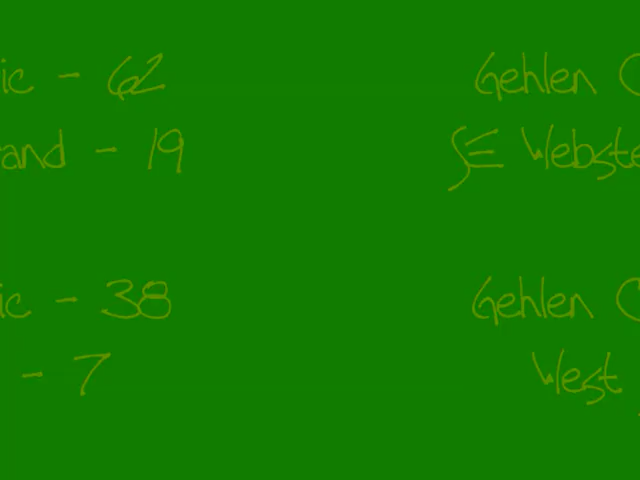 ic - 62 Gehlen C
and - 19 SE Webste
ic - 38 Gehlen C
- 7 West